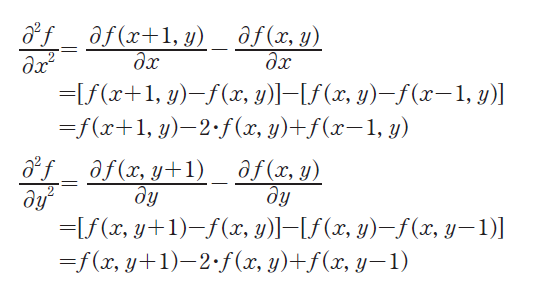 ∂²f/∂x² = ∂f(x+1, y)/∂x − ∂f(x, y)/∂x
=[f(x+1, y)−f(x, y)]−[f(x, y)−f(x−1, y)]
=f(x+1, y)−2·f(x, y)+f(x−1, y)
∂²f/∂y² = ∂f(x, y+1)/∂y − ∂f(x, y)/∂y
=[f(x, y+1)−f(x, y)]−[f(x, y)−f(x, y−1)]
=f(x, y+1)−2·f(x, y)+f(x, y−1)